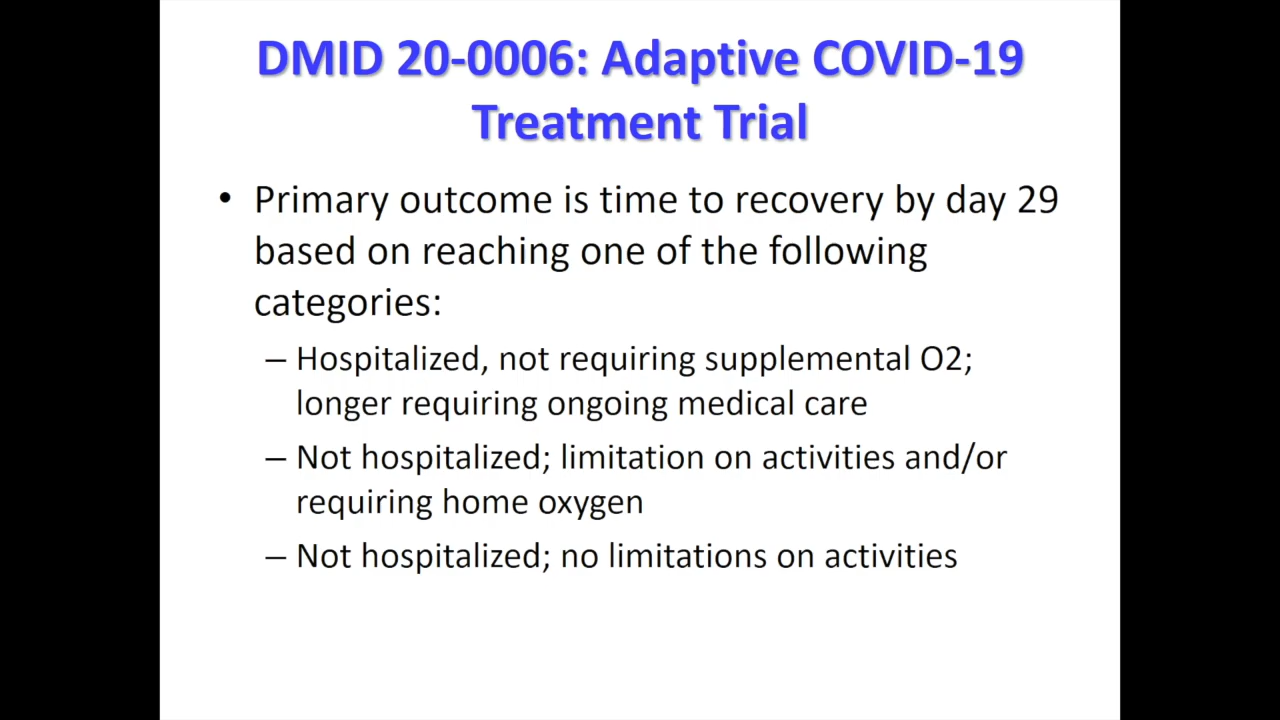 DMID 20-0006: Adaptive COVID-19
Treatment Trial
• Primary outcome is time to recovery by day 29
based on reaching one of the following
categories:
– Hospitalized, not requiring supplemental O2;
longer requiring ongoing medical care
– Not hospitalized; limitation on activities and/or
requiring home oxygen
– Not hospitalized; no limitations on activities